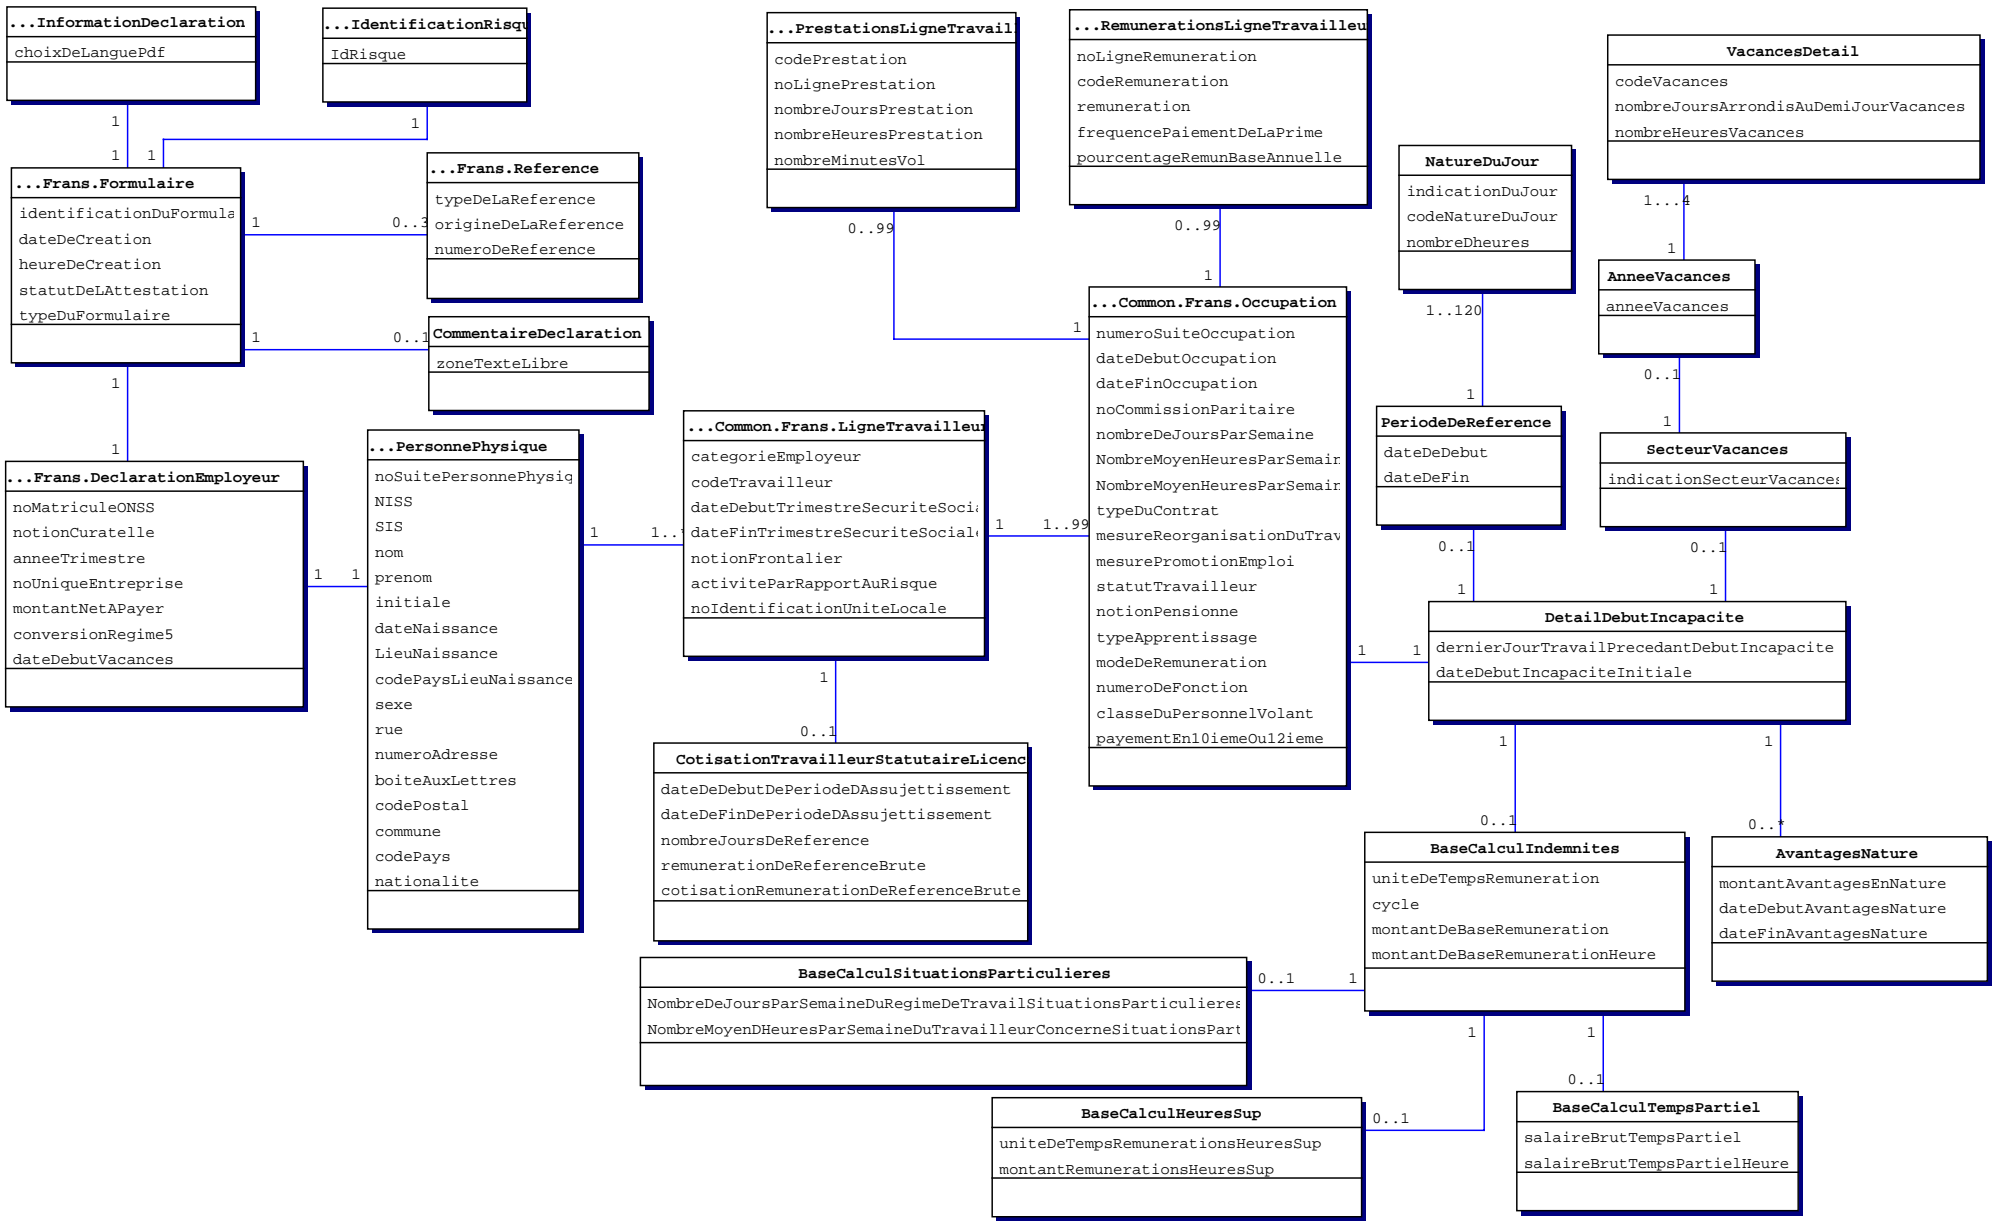 ...InformationDeclaration
choixDeLanguePdf
1
1
...IdentificationRisqu
IdRisque
1
1
...Frans.Formulaire
identificationDuFormula
dateDeCreation
heureDeCreation
statutDeLAttestation
typeDuFormulaire
1
0..3
...Frans.Reference
typeDeLaReference
origineDeLaReference
numeroDeReference
1
0..1
CommentaireDeclaration
zoneTexteLibre
1
1
...Frans.DeclarationEmployeur
noMatriculeONSS
notionCuratelle
anneeTrimestre
noUniqueEntreprise
montantNetAPayer
conversionRegime5
dateDebutVacances
1
1
...PersonnePhysique
noSuitePersonnePhysiq
NISS
SIS
nom
prenom
initiale
dateNaissance
LieuNaissance
codePaysLieuNaissance
sexe
rue
numeroAdresse
boiteAuxLettres
codePostal
commune
codePays
nationalite
1
1..
...Common.Frans.LigneTravailleur
categorieEmployeur
codeTravailleur
dateDebutTrimestreSecuriteSocia
dateFinTrimestreSecuriteSociale
notionFrontalier
activiteParRapportAuRisque
noIdentificationUniteLocale
1
0..1
CotisationTravailleurStatutaireLicenc
dateDeDebutDePeriodeDAssujettissement
dateDeFinDePeriodeDAssujettissement
nombreJoursDeReference
remunerationDeReferenceBrute
cotisationRemunerationDeReferenceBrute
1
1..99
...PrestationsLigneTravaill
codePrestation
noLignePrestation
nombreJoursPrestation
nombreHeuresPrestation
nombreMinutesVol
0..99
1
...RemunerationsLigneTravailleu
noLigneRemuneration
codeRemuneration
remuneration
frequencePaiementDeLaPrime
pourcentageRemunBaseAnnuelle
0..99
1
...Common.Frans.Occupation
numeroSuiteOccupation
dateDebutOccupation
dateFinOccupation
noCommissionParitaire
nombreDeJoursParSemaine
NombreMoyenHeuresParSemain
NombreMoyenHeuresParSemain
typeDuContrat
mesureReorganisationDuTrav
mesurePromotionEmploi
statutTravailleur
notionPensionne
typeApprentissage
modeDeRemuneration
numeroDeFonction
classeDuPersonnelVolant
payementEn10iemeOu12ieme
1
1
NatureDuJour
indicationDuJour
codeNatureDuJour
nombreDheures
1..120
1
PeriodeDeReference
dateDeDebut
dateDeFin
0..1
1
VacancesDetail
codeVacances
nombreJoursArrondisAuDemiJourVacances
nombreHeuresVacances
1...4
1
AnneeVacances
anneeVacances
0..1
1
SecteurVacances
indicationSecteurVacances
0..1
1
DetailDebutIncapacite
dernierJourTravailPrecedantDebutIncapacite
dateDebutIncapaciteInitiale
1
0..1
1
0..*
BaseCalculIndemnites
uniteDeTempsRemuneration
cycle
montantDeBaseRemuneration
montantDeBaseRemunerationHeure
AvantagesNature
montantAvantagesEnNature
dateDebutAvantagesNature
dateFinAvantagesNature
BaseCalculSituationsParticulieres
NombreDeJoursParSemaineDuRegimeDeTravailSituationsParticulieres
NombreMoyenDHeuresParSemaineDuTravailleurConcerneSituationsPart
0..1
1
1
0..1
1
0..1
BaseCalculHeuresSup
uniteDeTempsRemunerationsHeuresSup
montantRemunerationsHeuresSup
BaseCalculTempsPartiel
salaireBrutTempsPartiel
salaireBrutTempsPartielHeure